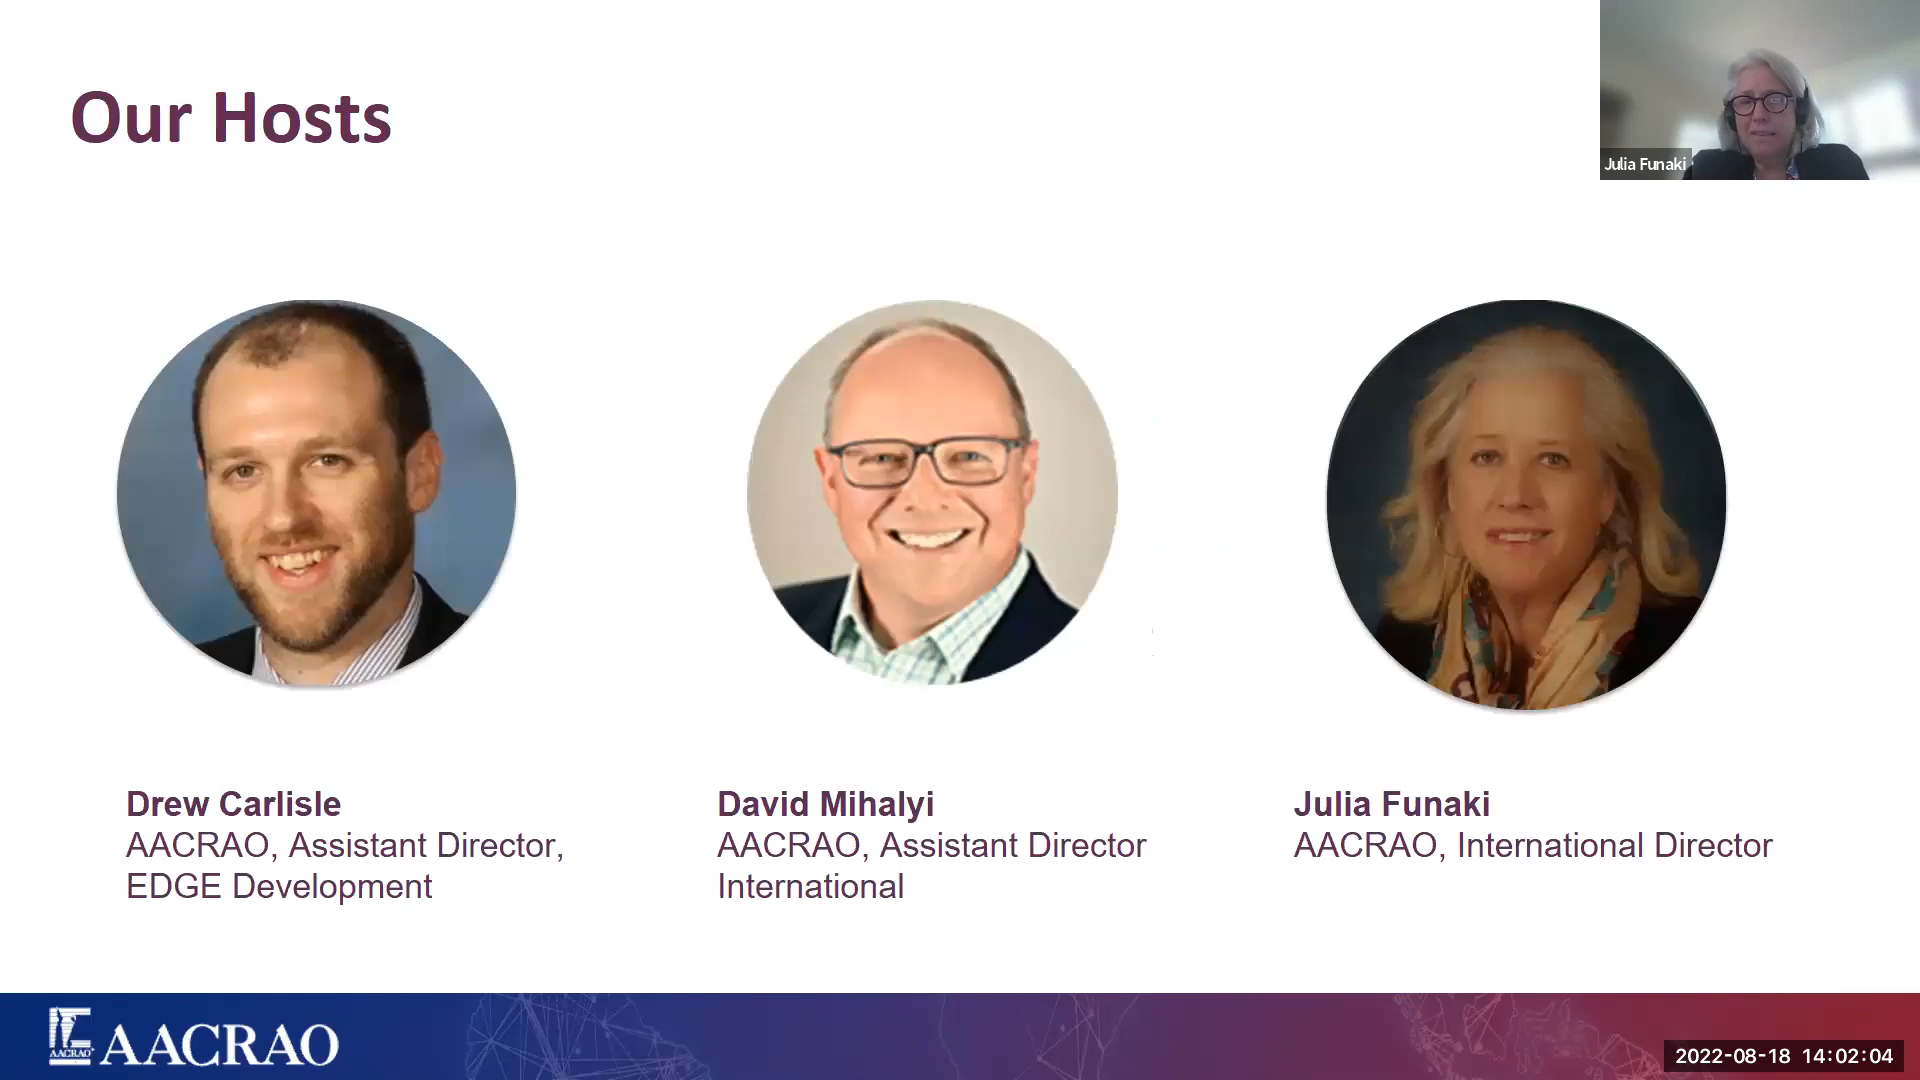 Our Hosts
Julia Funaki
Drew Carlisle
AACRAO, Assistant Director,
EDGE Development
David Mihalyi
AACRAO, Assistant Director
International
Julia Funaki
AACRAO, International Director
AACRAO
AACRAO
2022-08-18 14:02:04